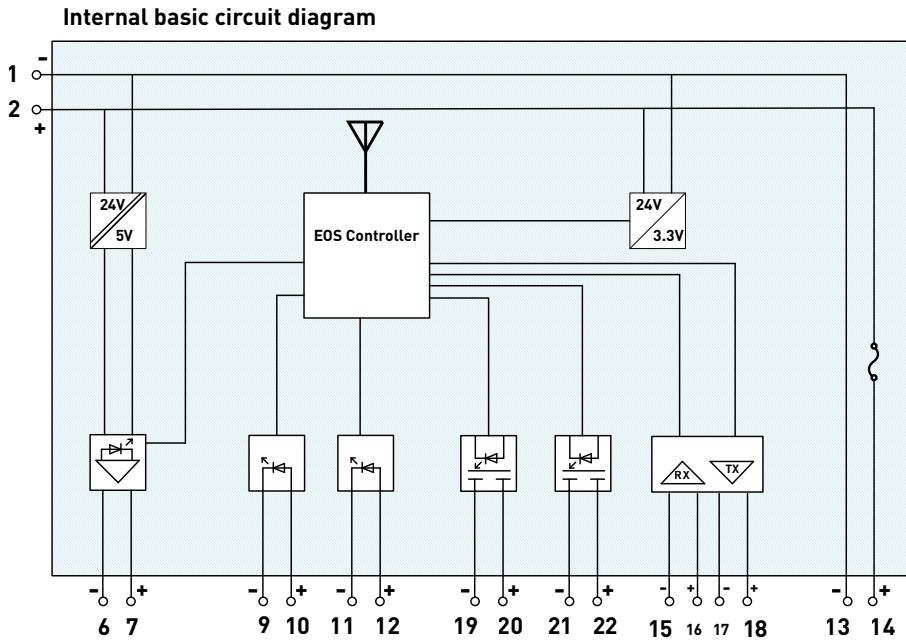 Internal basic circuit diagram
-
1
2
+
24V
5V
EOS Controller
24V
3.3V
RX TX
- + - + - + - + - + - + - + - +
6 7 9 10 11 12 19 20 21 22 15 16 17 18 13 14